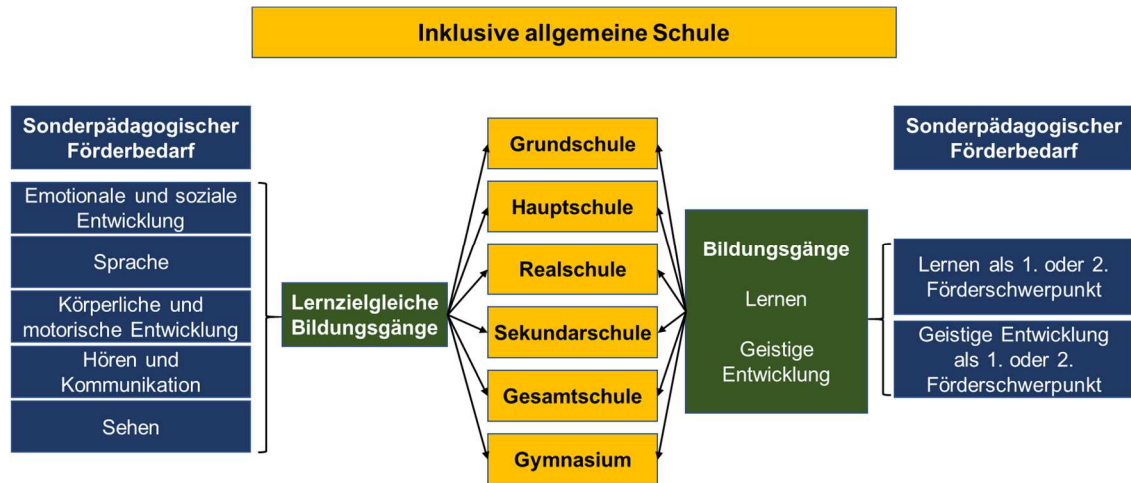 Inklusive allgemeine Schule
Sonderpädagogischer
Förderbedarf
Emotionale und soziale
Entwicklung
Sprache
Körperliche und
motorische Entwicklung
Hören und
Kommunikation
Sehen
Lernzielgleiche
Bildungsgänge
Grundschule
Hauptschule
Realschule
Sekundarschule
Gesamtschule
Gymnasium
Bildungsgänge
Lernen
Geistige
Entwicklung
Sonderpädagogischer
Förderbedarf
Lernen als 1. oder 2.
Förderschwerpunkt
Geistige Entwicklung
als 1. oder 2.
Förderschwerpunkt